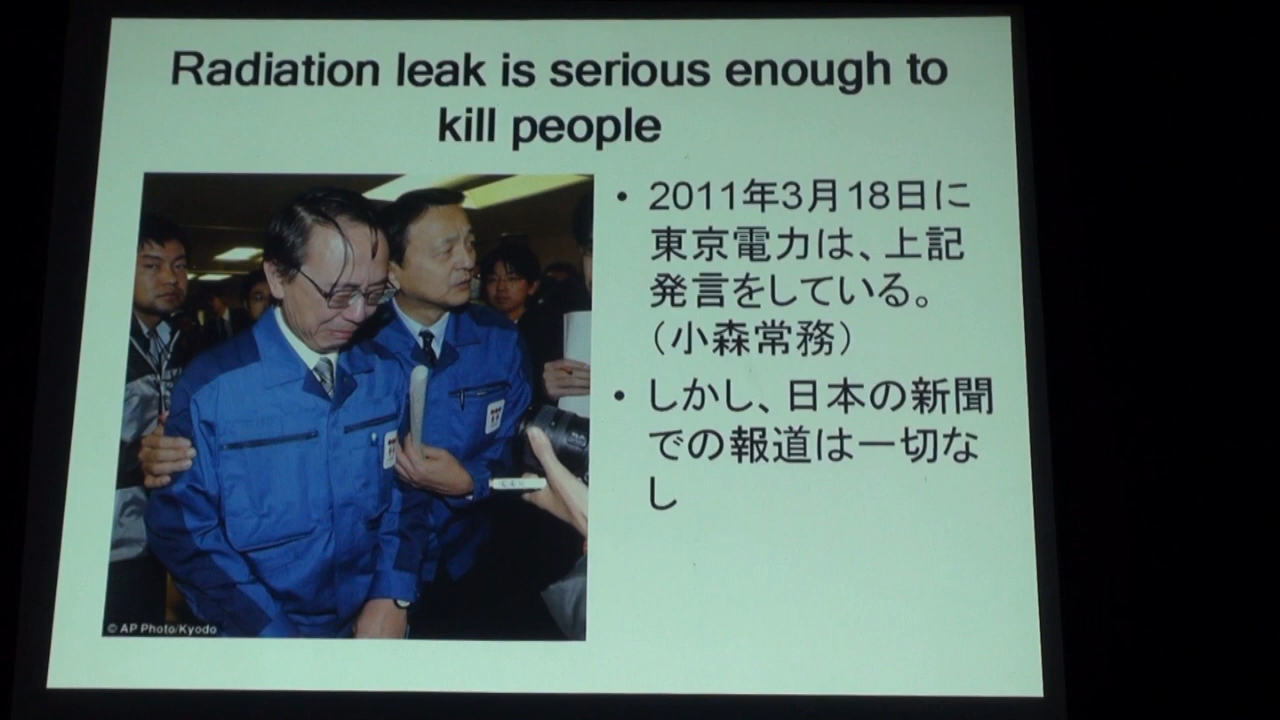 Radiation leak is serious enough to
kill people
• 2011年3月18日に
東京電力は、上記
発言をしている。
（小森常務）
• しかし、日本の新聞
での報道は一切な
し
© AP Photo/Kyodo